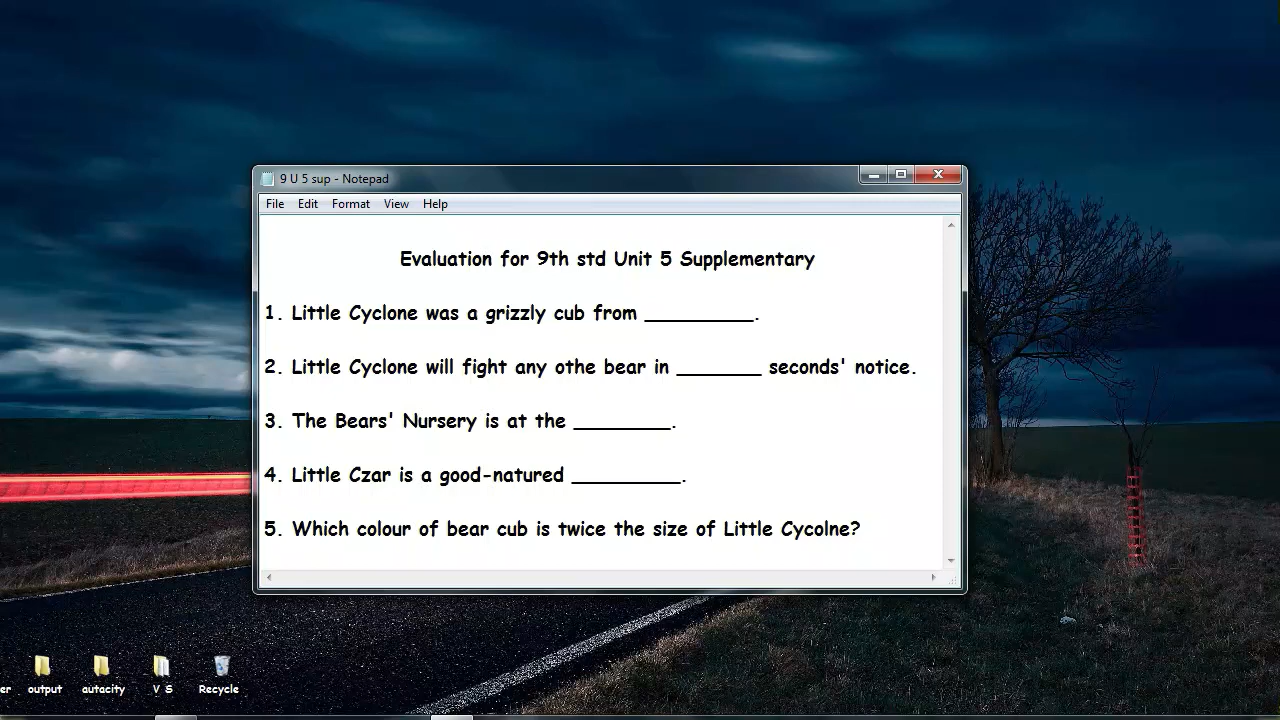 9 U 5 sup - Notepad
File Edit Format View Help
Evaluation for 9th std Unit 5 Supplementary
1. Little Cyclone was a grizzly cub from __________.
2. Little Cyclone will fight any othe bear in ________ seconds' notice.
3. The Bears' Nursery is at the _________.
4. Little Czar is a good-natured __________.
5. Which colour of bear cub is twice the size of Little Cycolne?
er output autacity V S Recycle